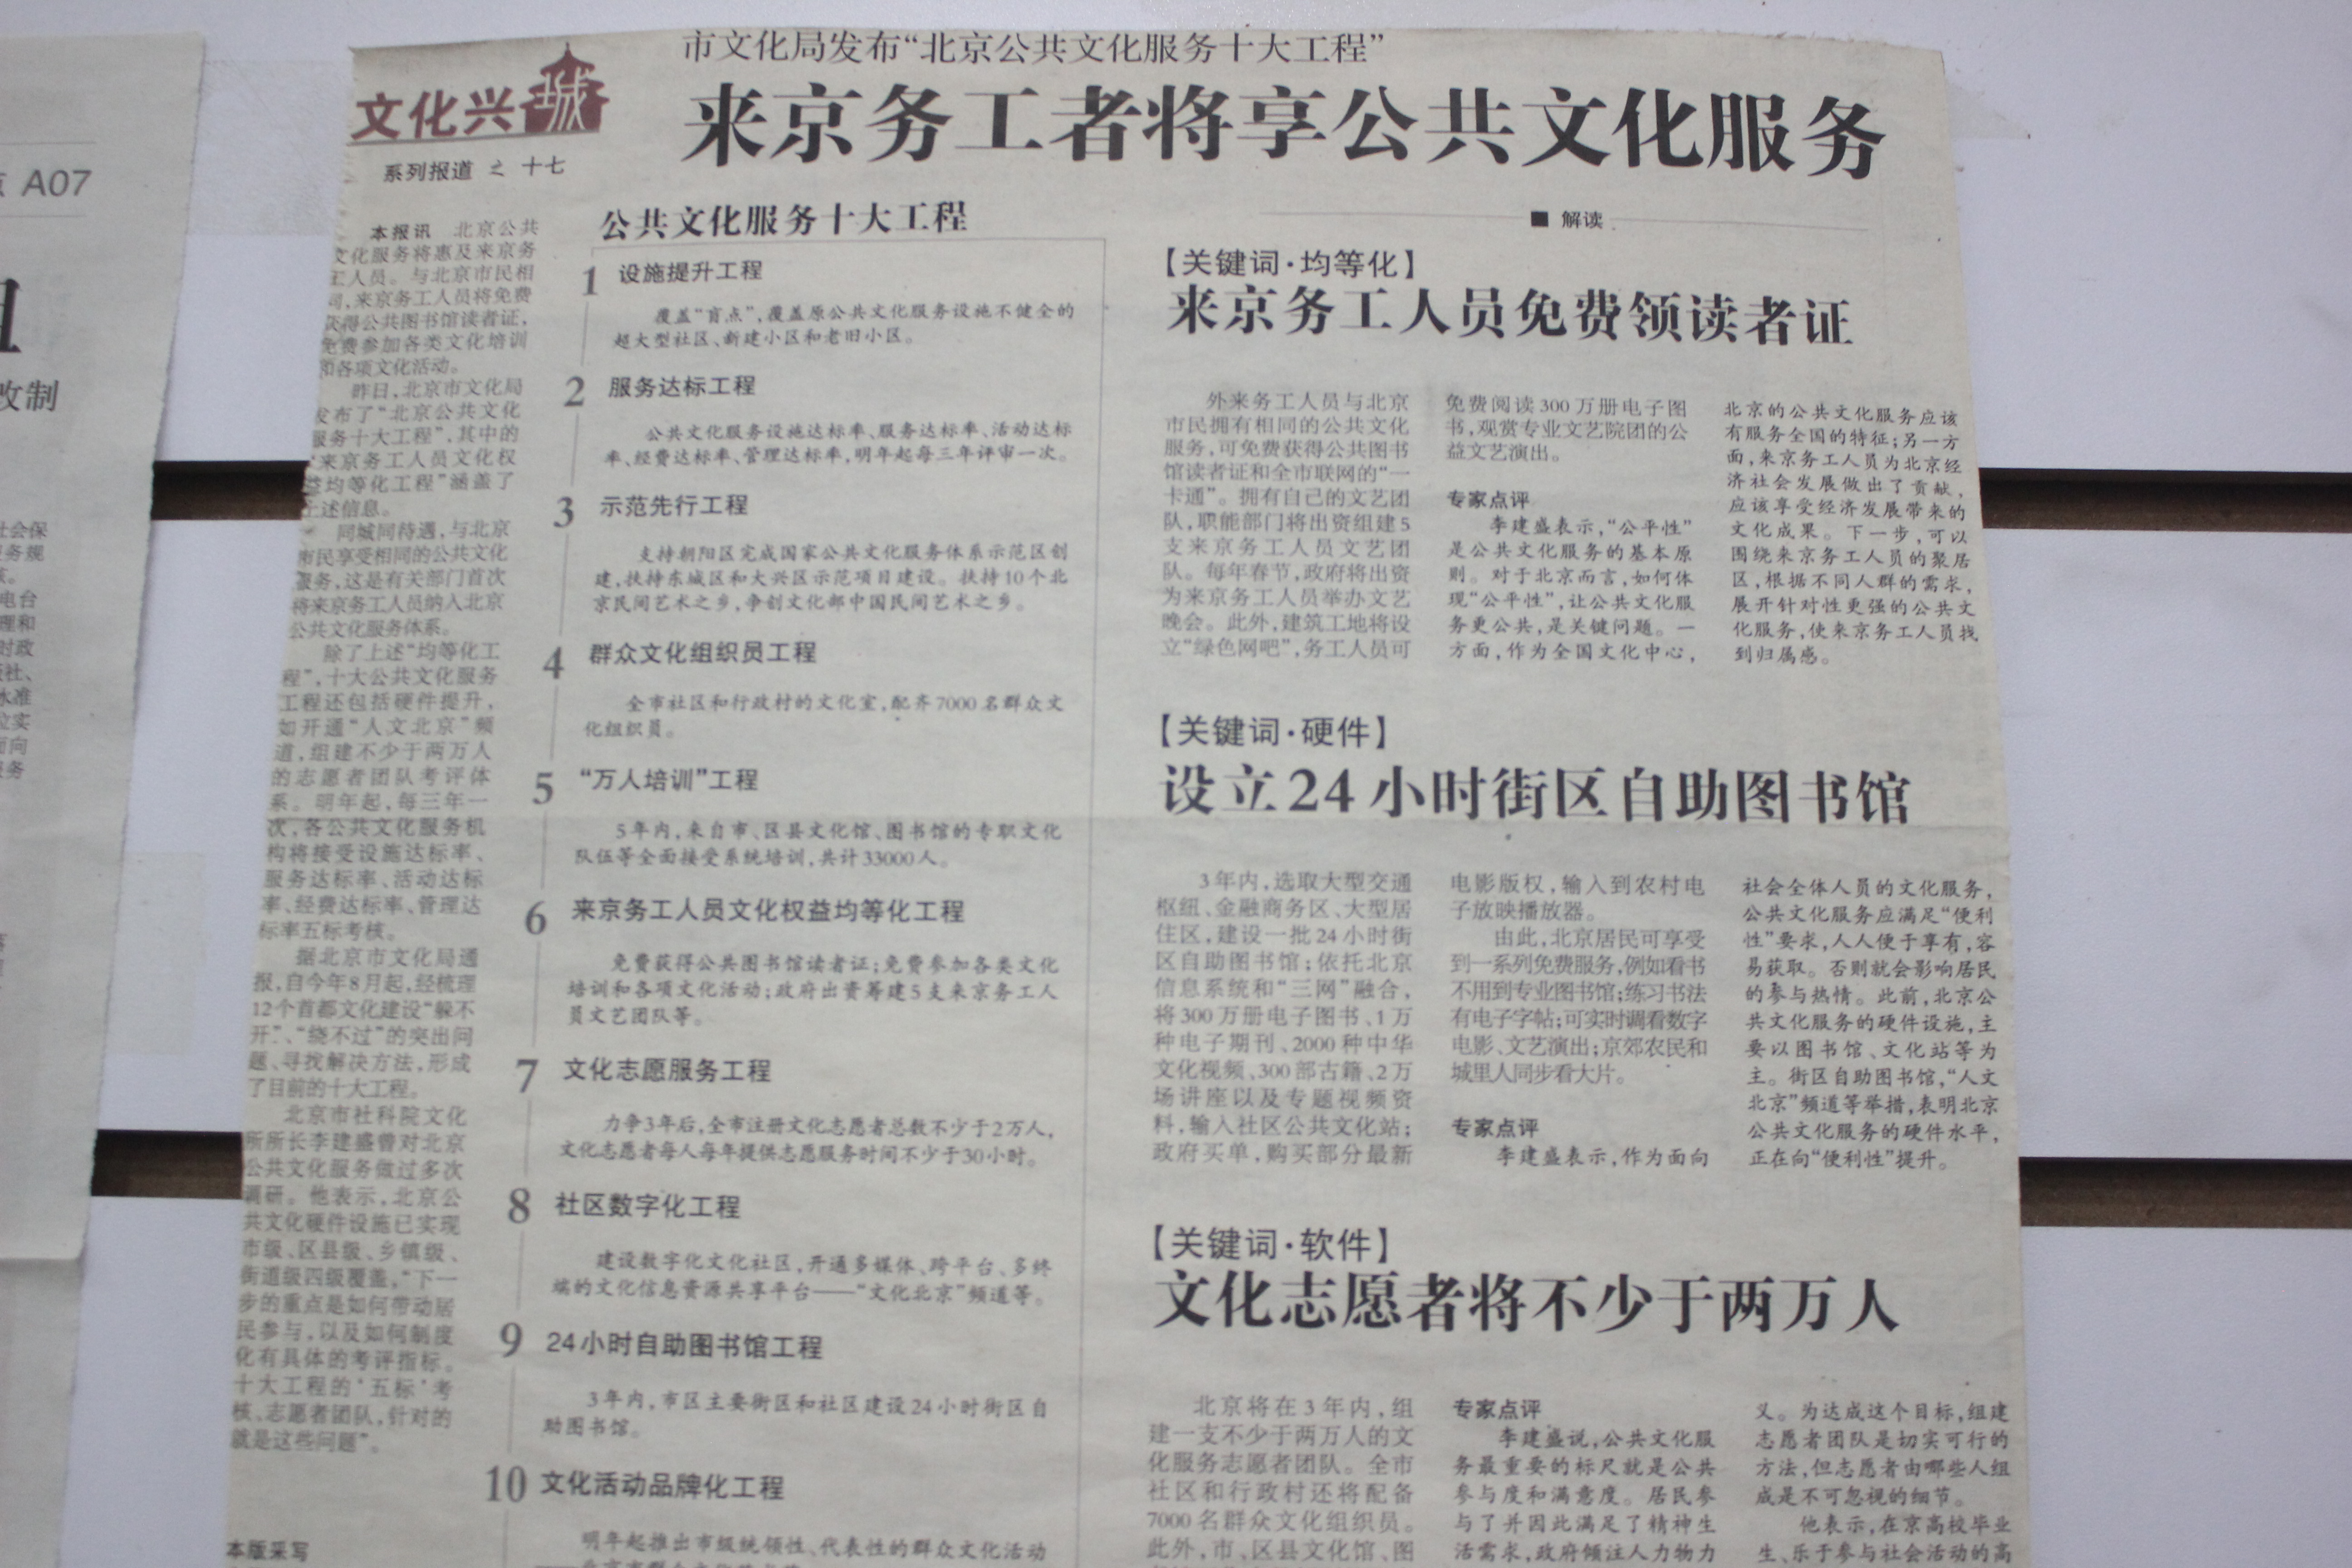 市文化局发布“北京公共文化服务十大工程”
来京务工者将享公共文化服务
文化兴城
系列报道 之 十七
A07
改制
本报讯 北京公共
文化服务将惠及来京务
工人员。与北京市民相
同,来京务工人员将免费
获得公共图书馆读者证,
免费参加各类文化培训
和各项文化活动。
昨日,北京市文化局
发布了“北京公共文化
服务十大工程”,其中的
“来京务工人员文化权
益均等化工程”涵盖了
上述信息。
同城同待遇,与北京
市民享受相同的公共文化
服务,这是有关部门首次
将来京务工人员纳入北京
公共文化服务体系。
除了上述“均等化工
程”,十大公共文化服务
工程还包括硬件提升,
如开通“人文北京”频
道,组建不少于两万人
的志愿者团队考评体
系。明年起,每三年一
次,各公共文化服务机
构将接受设施达标率、
服务达标率、活动达标
率、经费达标率、管理达
标率五标考核。
据北京市文化局通
报,自今年8月起,经梳理
12个首都文化建设“躲不
开”、“绕不过”的突出问
题、寻找解决方法,形成
了目前的十大工程。
北京市社科院文化
所所长李建盛曾对北京
公共文化服务做过多次
调研。他表示,北京公
共文化硬件设施已实现
市级、区县级、乡镇级、
街道级四级覆盖,“下一
步的重点是如何带动居
民参与,以及如何制度
化有具体的考评指标。
十大工程的‘五标’考
核、志愿者团队,针对的
就是这些问题”。
本版采写
公共文化服务十大工程
1 设施提升工程
覆盖“盲点”,覆盖原公共文化服务设施不健全的
超大型社区、新建小区和老旧小区。
2 服务达标工程
公共文化服务设施达标率、服务达标率、活动达标
率、经费达标率、管理达标率,明年起每三年评审一次。
3 示范先行工程
支持朝阳区完成国家公共文化服务体系示范区创
建,扶持东城区和大兴区示范项目建设。扶持10个北
京民间艺术之乡,争创文化部中国民间艺术之乡。
4 群众文化组织员工程
全市社区和行政村的文化室,配齐7000名群众文
化组织员。
5 “万人培训”工程
5年内,来自市、区县文化馆、图书馆的专职文化
队伍等全面接受系统培训,共计33000人。
6 来京务工人员文化权益均等化工程
免费获得公共图书馆读者证;免费参加各类文化
培训和各项文化活动;政府出资筹建5支来京务工人
员文艺团队等。
7 文化志愿服务工程
力争3年后,全市注册文化志愿者总数不少于2万人,
文化志愿者每人每年提供志愿服务时间不少于30小时。
8 社区数字化工程
建设数字化文化社区,开通多媒体、跨平台、多终
端的文化信息资源共享平台——“文化北京”频道等。
9 24小时自助图书馆工程
3年内,市区主要街区和社区建设24小时街区自
助图书馆。
10 文化活动品牌化工程
明年起推出市级统领性、代表性的群众文化活动
■ 解读
【关键词·均等化】
来京务工人员免费领读者证
外来务工人员与北京
市民拥有相同的公共文化
服务,可免费获得公共图书
馆读者证和全市联网的“一
卡通”。拥有自己的文艺团
队,职能部门将出资组建5
支来京务工人员文艺团
队。每年春节,政府将出资
为来京务工人员举办文艺
晚会。此外,建筑工地将设
立“绿色网吧”,务工人员可
免费阅读300万册电子图
书,观赏专业文艺院团的公
益文艺演出。
专家点评
李建盛表示,“公平性”
是公共文化服务的基本原
则。对于北京而言,如何体
现“公平性”,让公共文化服
务更公共,是关键问题。一
方面,作为全国文化中心,
北京的公共文化服务应该
有服务全国的特征;另一方
面,来京务工人员为北京经
济社会发展做出了贡献,
应该享受经济发展带来的
文化成果。下一步,可以
围绕来京务工人员的聚居
区,根据不同人群的需求,
展开针对性更强的公共文
化服务,使来京务工人员找
到归属感。
【关键词·硬件】
设立24小时街区自助图书馆
3年内,选取大型交通
枢纽、金融商务区、大型居
住区,建设一批24小时街
区自助图书馆;依托北京
信息系统和“三网”融合,
将300万册电子图书、1万
种电子期刊、2000种中华
文化视频、300部古籍、2万
场讲座以及专题视频资
料,输入社区公共文化站;
政府买单,购买部分最新
电影版权,输入到农村电
子放映播放器。
由此,北京居民可享受
到一系列免费服务,例如看书
不用到专业图书馆;练习书法
有电子字帖;可实时调看数字
电影、文艺演出;京郊农民和
城里人同步看大片。
专家点评
李建盛表示,作为面向
社会全体人员的文化服务,
公共文化服务应满足“便利
性”要求,人人便于享有,容
易获取。否则就会影响居民
的参与热情。此前,北京公
共文化服务的硬件设施,主
要以图书馆、文化站等为
主。街区自助图书馆,“人文
北京”频道等举措,表明北京
公共文化服务的硬件水平,
正在向“便利性”提升。
【关键词·软件】
文化志愿者将不少于两万人
北京将在3年内,组
建一支不少于两万人的文
化服务志愿者团队。全市
社区和行政村还将配备
7000名群众文化组织员。
此外,市、区县文化馆、图
专家点评
李建盛说,公共文化服
务最重要的标尺就是公共
参与度和满意度。居民参
与了并因此满足了精神生
活需求,政府倾注人力物力
义。为达成这个目标,组建
志愿者团队是切实可行的
方法,但志愿者由哪些人组
成是不可忽视的细节。
他表示,在京高校毕业
生、乐于参与社会活动的高